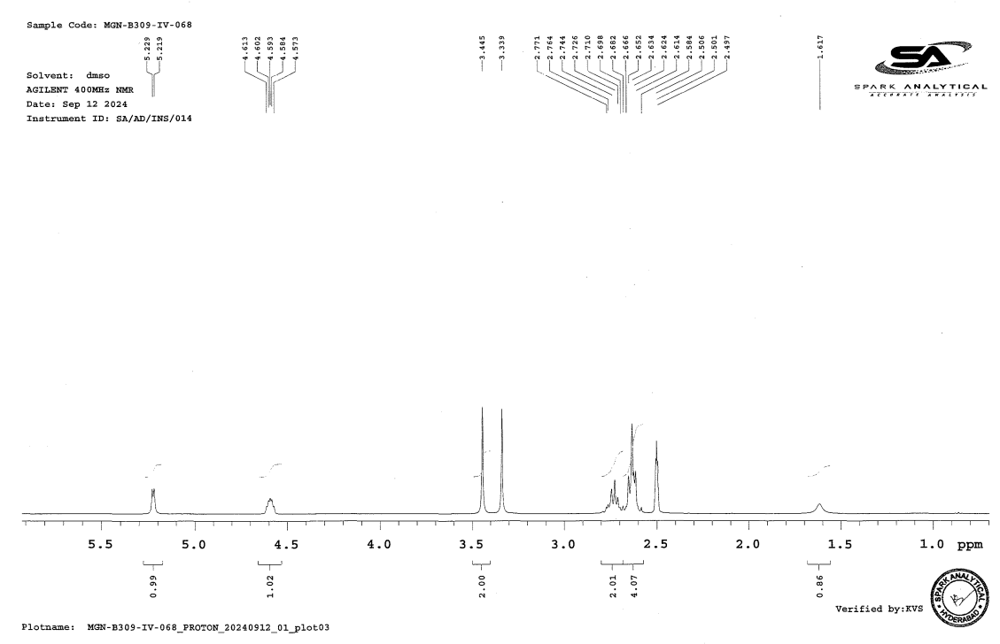 Sample Code: MGN-B309-IV-068
5.229
5.219
4.613
4.602
4.593
4.584
4.573
3.445
3.339
2.771
2.764
2.744
2.726
2.710
2.698
2.682
2.666
2.652
2.634
2.624
2.614
2.584
2.506
2.501
2.497
1.617
Solvent: dmso
AGILENT 400MHz NMR
Date: Sep 12 2024
Instrument ID: SA/AD/INS/014
SA
SPARK ANALYTICAL
ACCURATE ANALYSIS
5.5 5.0 4.5 4.0 3.5 3.0 2.5 2.0 1.5 1.0 ppm
0.99
1.02
2.00
2.01
4.07
0.86
Verified by:KVS
SPARK ANALYTICAL
HYDERABAD
Plotname: MGN-B309-IV-068_PROTON_20240912_01_plot03